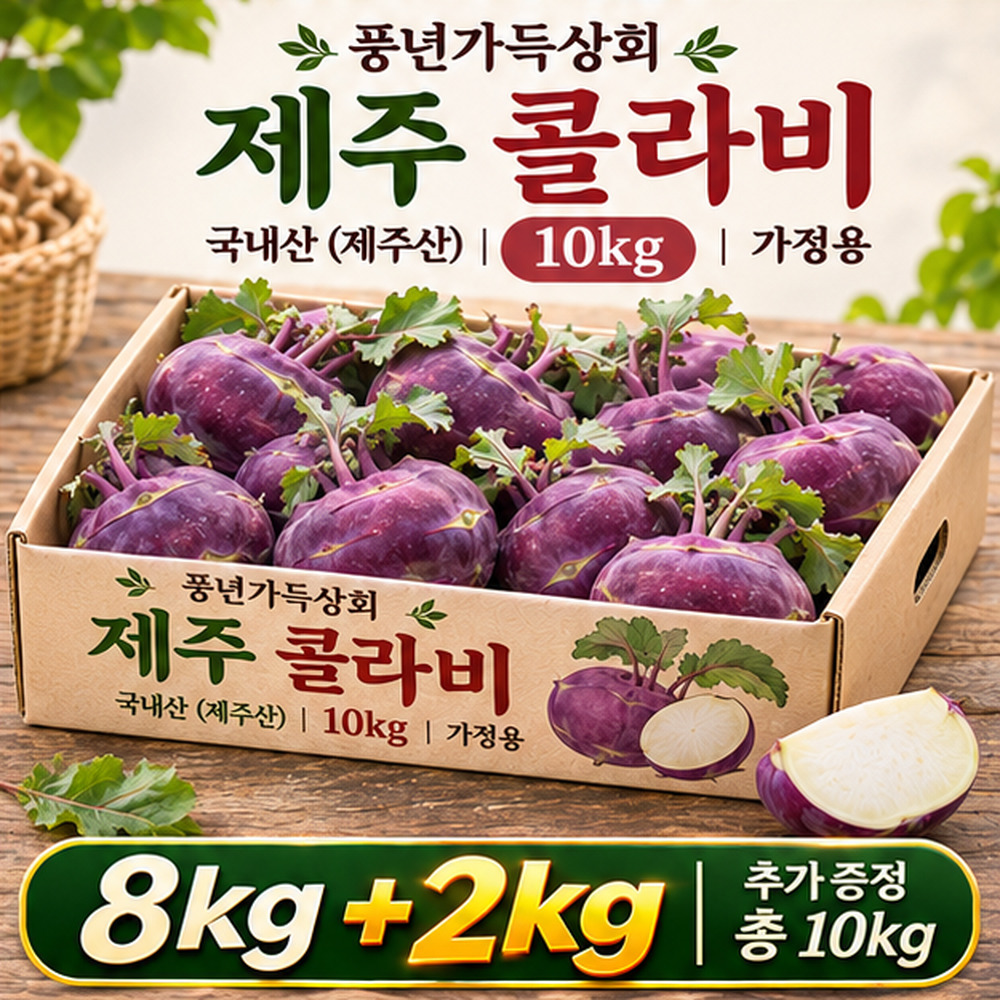 풍년가득상회
제주 콜라비
국내산 (제주산) | 10kg | 가정용
풍년가득상회
제주 콜라비
국내산 (제주산) | 10kg | 가정용
8kg+2kg | 추가 증정
총 10kg